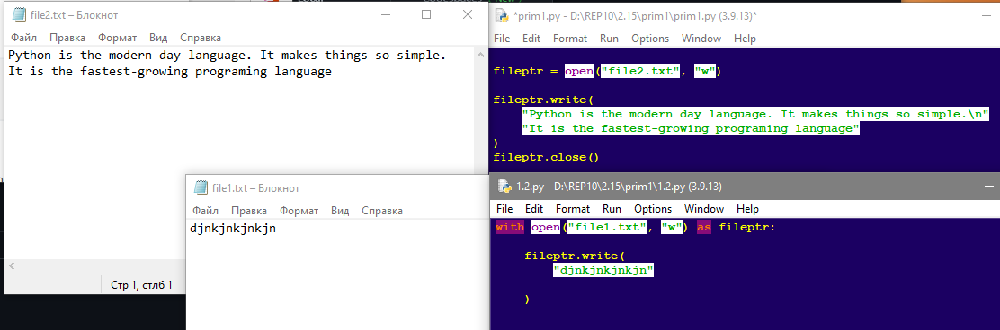 file2.txt – Блокнот
Файл Правка Формат Вид Справка
Python is the modern day language. It makes things so simple.
It is the fastest-growing programing language
Стр 1, стлб 1
file1.txt – Блокнот
Файл Правка Формат Вид Справка
djnkjnkjnkjn
*prim1.py - D:\REP10\2.15\prim1\prim1.py (3.9.13)*
File Edit Format Run Options Window Help
fileptr = open("file2.txt", "w")
fileptr.write(
"Python is the modern day language. It makes things so simple.\n"
"It is the fastest-growing programing language"
)
fileptr.close()
1.2.py - D:\REP10\2.15\prim1\1.2.py (3.9.13)
File Edit Format Run Options Window Help
with open("file1.txt", "w") as fileptr:
fileptr.write(
"djnkjnkjnkjn"
)